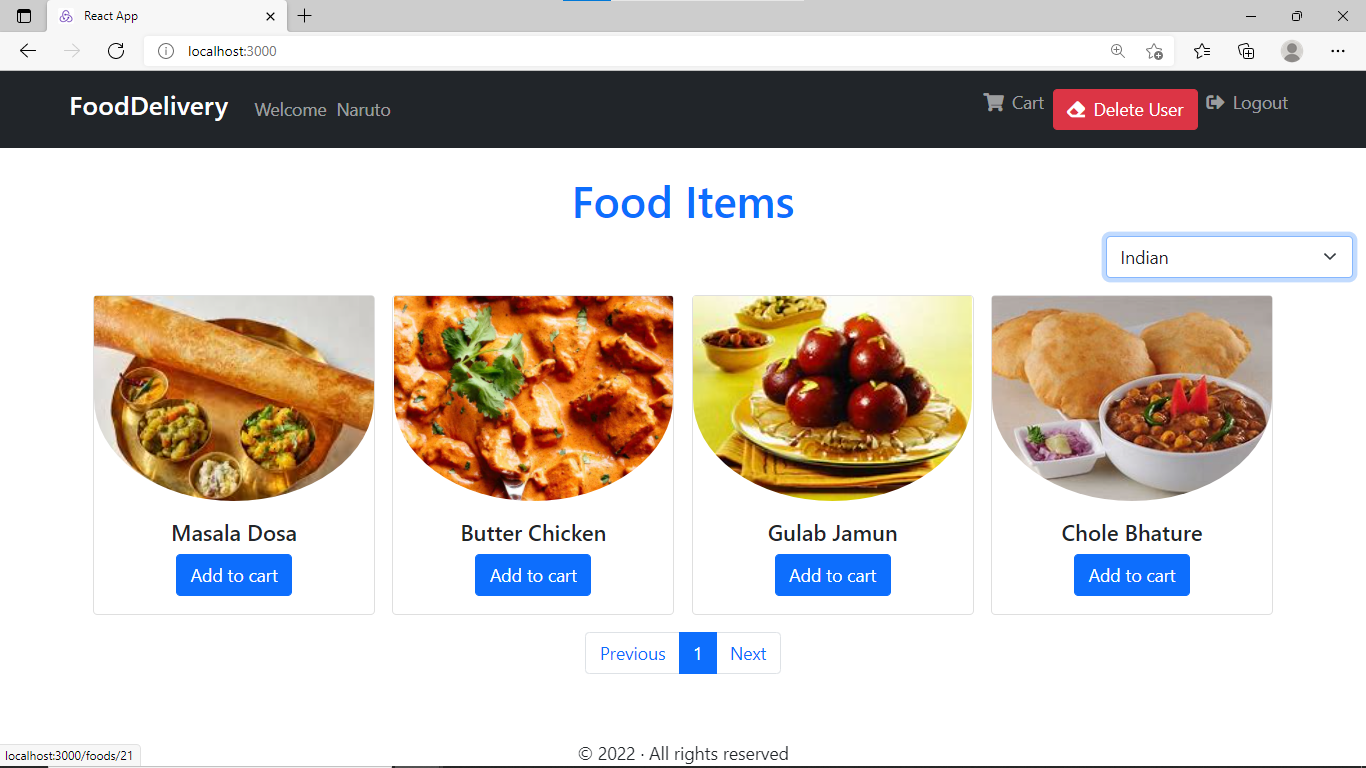 React App
localhost:3000
FoodDelivery Welcome Naruto Cart Delete User Logout
Food Items
Indian
Masala Dosa Butter Chicken Gulab Jamun Chole Bhature
Add to cart Add to cart Add to cart Add to cart
Previous 1 Next
© 2022 · All rights reserved
localhost:3000/foods/21